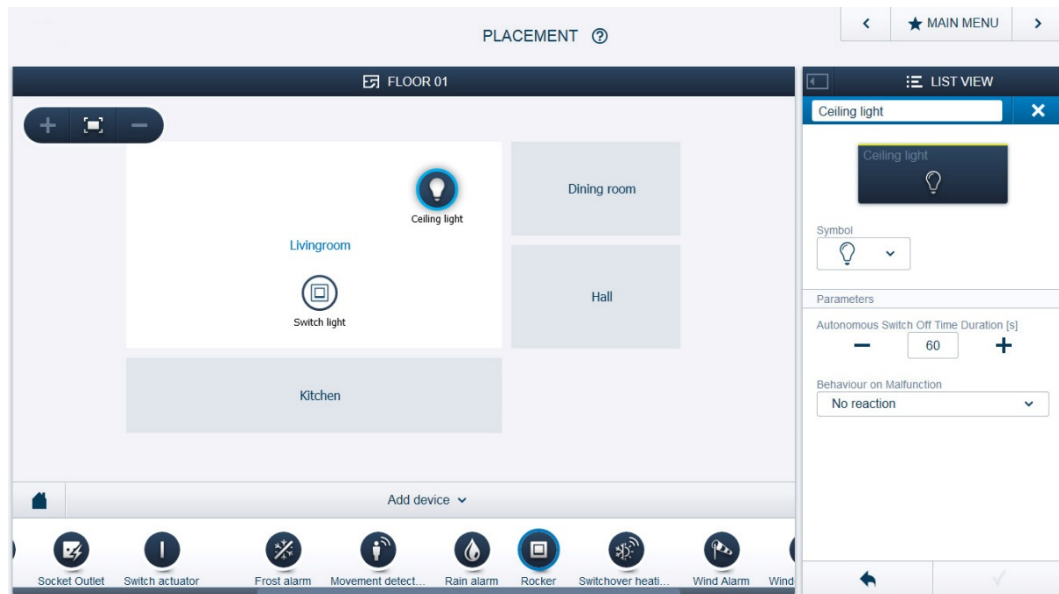 PLACEMENT ?
MAIN MENU
FLOOR 01
LIST VIEW
Ceiling light
Ceiling light
Ceiling light
Dining room
Livingroom
Switch light
Hall
Kitchen
Symbol
Parameters
Autonomous Switch Off Time Duration [s]
60
Behaviour on Malfunction
No reaction
Add device
Socket Outlet
Switch actuator
Frost alarm
Movement detect...
Rain alarm
Rocker
Switchover heati...
Wind Alarm
Wind